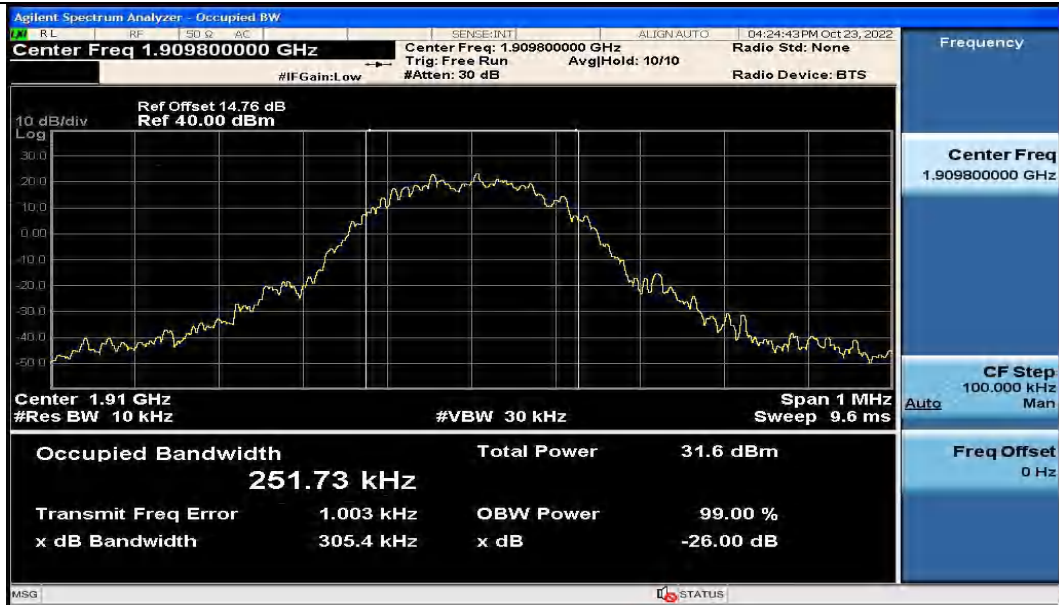 Agilent Spectrum Analyzer - Occupied BW
RL RF 50 Ω AC SENSE:INT ALIGN AUTO 04:24:43 PM Oct 23, 2022
Center Freq 1.909800000 GHz
Center Freq: 1.909800000 GHz
Radio Std: None
Trig: Free Run Avg|Hold: 10/10
#IFGain:Low
#Atten: 30 dB
Radio Device: BTS
Ref Offset 14.76 dB
10 dB/div Ref 40.00 dBm
Log
30.0
20.0
10.0
0.00
-10.0
-20.0
-30.0
-40.0
-50.0
Center 1.91 GHz Span 1 MHz
#Res BW 10 kHz #VBW 30 kHz Sweep 9.6 ms
Occupied Bandwidth Total Power 31.6 dBm
251.73 kHz
Transmit Freq Error 1.003 kHz OBW Power 99.00 %
x dB Bandwidth 305.4 kHz x dB -26.00 dB
MSG STATUS
Frequency
Center Freq
1.909800000 GHz
CF Step
100.000 kHz
Auto Man
Freq Offset
0 Hz